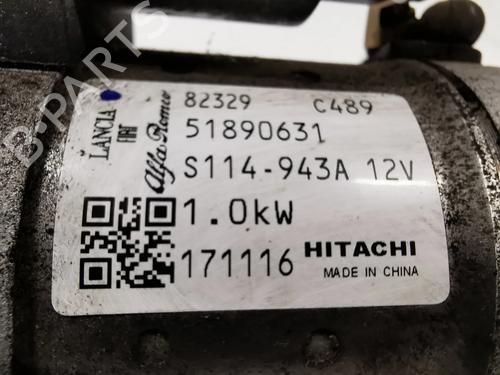 LANCIA
FIAT
Alfa Romeo
82329 C489
51890631
S114-943A 12V
1.0kW
171116 HITACHI
MADE IN CHINA
B-PARTS